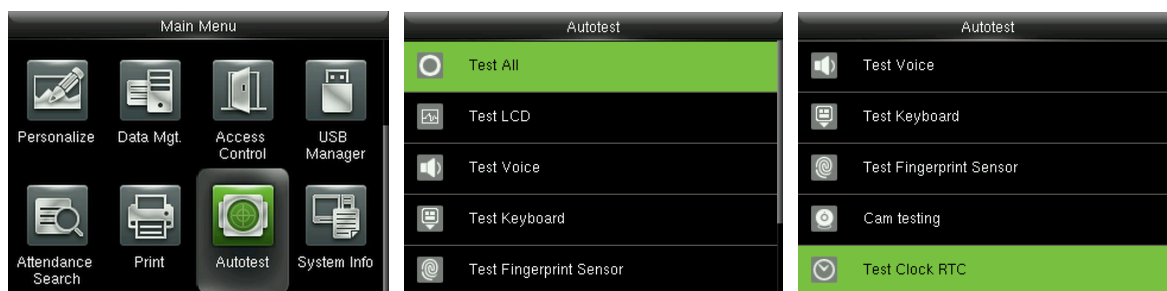 Main Menu
Personalize
Data Mgt.
Access
Control
USB
Manager
Attendance
Search
Print
Autotest
System Info
Autotest
Test All
Test LCD
Test Voice
Test Keyboard
Test Fingerprint Sensor
Autotest
Test Voice
Test Keyboard
Test Fingerprint Sensor
Cam testing
Test Clock RTC